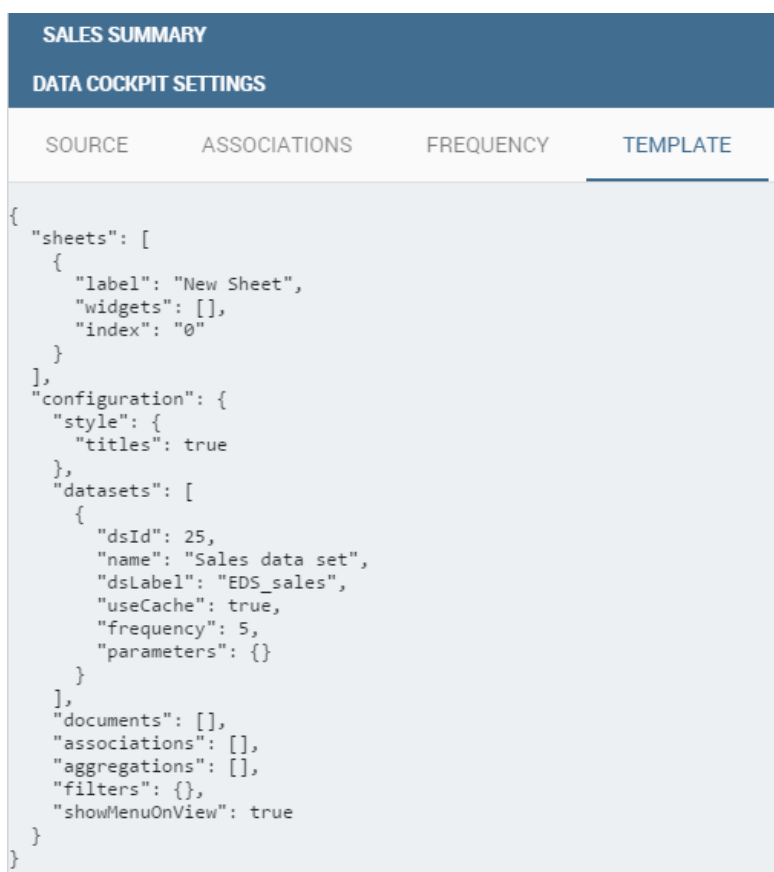 SALES SUMMARY
DATA COCKPIT SETTINGS
SOURCE ASSOCIATIONS FREQUENCY TEMPLATE
{
  "sheets": [
    {
      "label": "New Sheet",
      "widgets": [],
      "index": "0"
    }
  ],
  "configuration": {
    "style": {
      "titles": true
    },
    "datasets": [
      {
        "dsId": 25,
        "name": "Sales data set",
        "dsLabel": "EDS_sales",
        "useCache": true,
        "frequency": 5,
        "parameters": {}
      }
    ],
    "documents": [],
    "associations": [],
    "aggregations": [],
    "filters": {},
    "showMenuOnView": true
  }
}